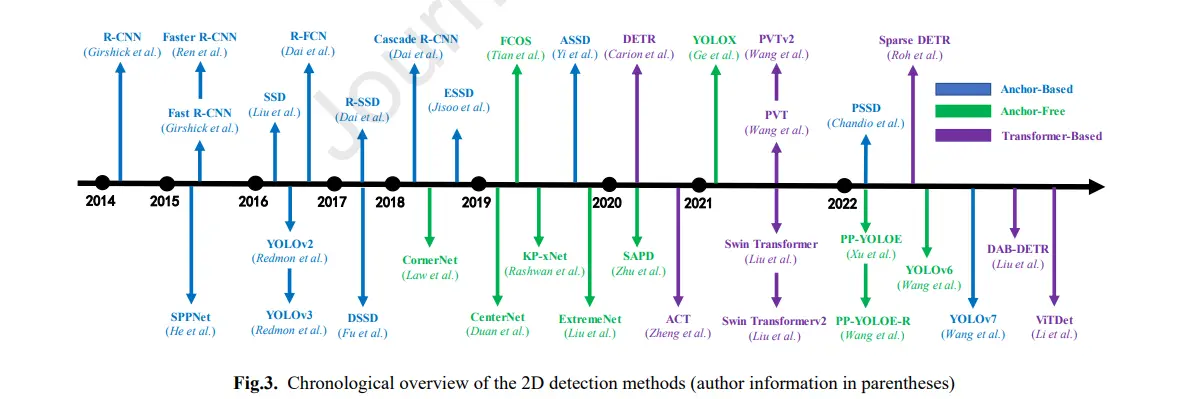 Journ
R-CNN
(Girshick et al.)
Faster R-CNN
(Ren et al.)
R-FCN
(Dai et al.)
Cascade R-CNN
(Dai et al.)
FCOS
(Tian et al.)
ASSD
(Yi et al.)
DETR
(Carion et al.)
YOLOX
(Ge et al.)
PVTv2
(Wang et al.)
Sparse DETR
(Roh et al.)
Fast R-CNN
(Girshick et al.)
SSD
(Liu et al.)
R-SSD
(Dai et al.)
ESSD
(Jisoo et al.)
PVT
(Wang et al.)
PSSD
(Chandio et al.)
Anchor-Based
Anchor-Free
Transformer-Based
2014
2015
2016
2017
2018
2019
2020
2021
2022
YOLOv2
(Redmon et al.)
CornerNet
(Law et al.)
KP-xNet
(Rashwan et al.)
SAPD
(Zhu et al.)
Swin Transformer
(Liu et al.)
PP-YOLOE
(Xu et al.)
YOLOv6
(Wang et al.)
DAB-DETR
(Liu et al.)
SPPNet
(He et al.)
YOLOv3
(Redmon et al.)
DSSD
(Fu et al.)
CenterNet
(Duan et al.)
ExtremeNet
(Liu et al.)
ACT
(Zheng et al.)
Swin Transformerv2
(Liu et al.)
PP-YOLOE-R
(Wang et al.)
YOLOv7
(Wang et al.)
ViTDet
(Li et al.)
Fig.3. Chronological overview of the 2D detection methods (author information in parentheses)